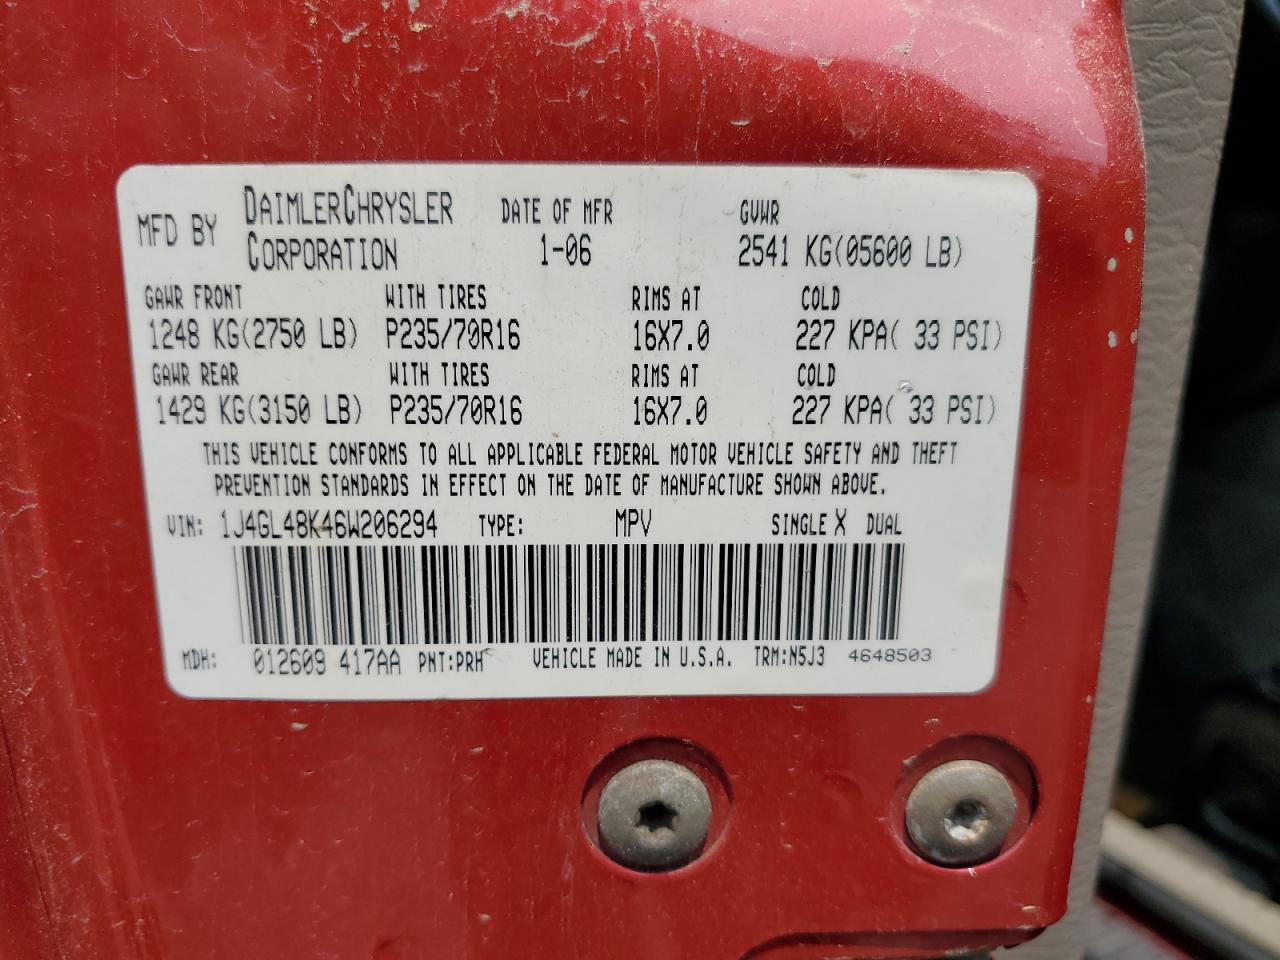 MFD BY DAIMLERCHRYSLER CORPORATION DATE OF MFR 1-06 GVWR 2541 KG(05600 LB)
GAWR FRONT WITH TIRES RIMS AT COLD
1248 KG(2750 LB) P235/70R16 16X7.0 227 KPA( 33 PSI)
GAWR REAR WITH TIRES RIMS AT COLD
1429 KG(3150 LB) P235/70R16 16X7.0 227 KPA( 33 PSI)
THIS VEHICLE CONFORMS TO ALL APPLICABLE FEDERAL MOTOR VEHICLE SAFETY AND THEFT
PREVENTION STANDARDS IN EFFECT ON THE DATE OF MANUFACTURE SHOWN ABOVE.
VIN: 1J4GL48K46W206294 TYPE: MPV SINGLE X DUAL
MDH: 012609 417AA PNT:PRH VEHICLE MADE IN U.S.A. TRM:N5J3 4648503